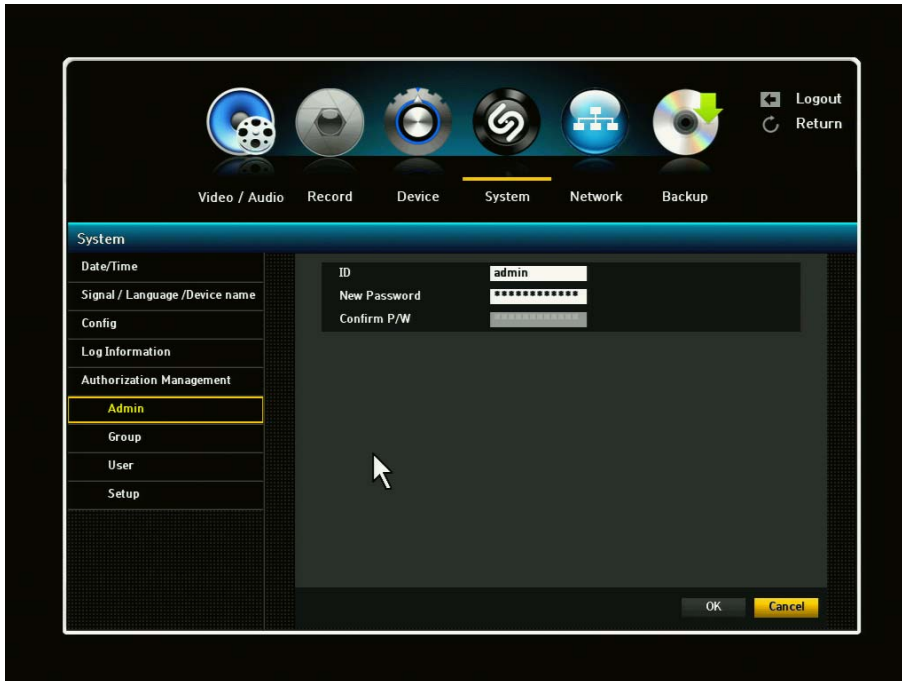 Logout
Return
Video / Audio Record Device System Network Backup
System
Date/Time
Signal / Language /Device name
Config
Log Information
Authorization Management
Admin
Group
User
Setup
ID admin
New Password ************
Confirm P/W ************
OK Cancel